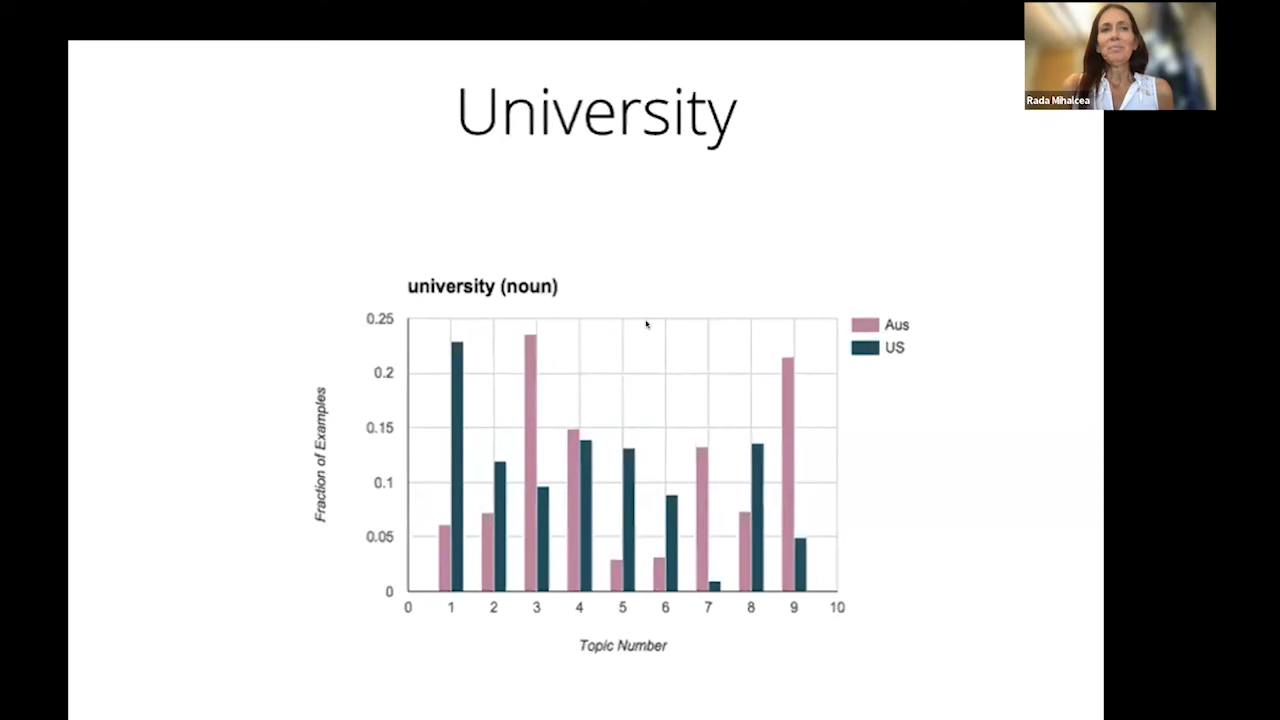 University
Rada Mihalcea
university (noun)
0.25
0.2
0.15
0.1
0.05
0
Fraction of Examples
0 1 2 3 4 5 6 7 8 9 10
Topic Number
Aus
US